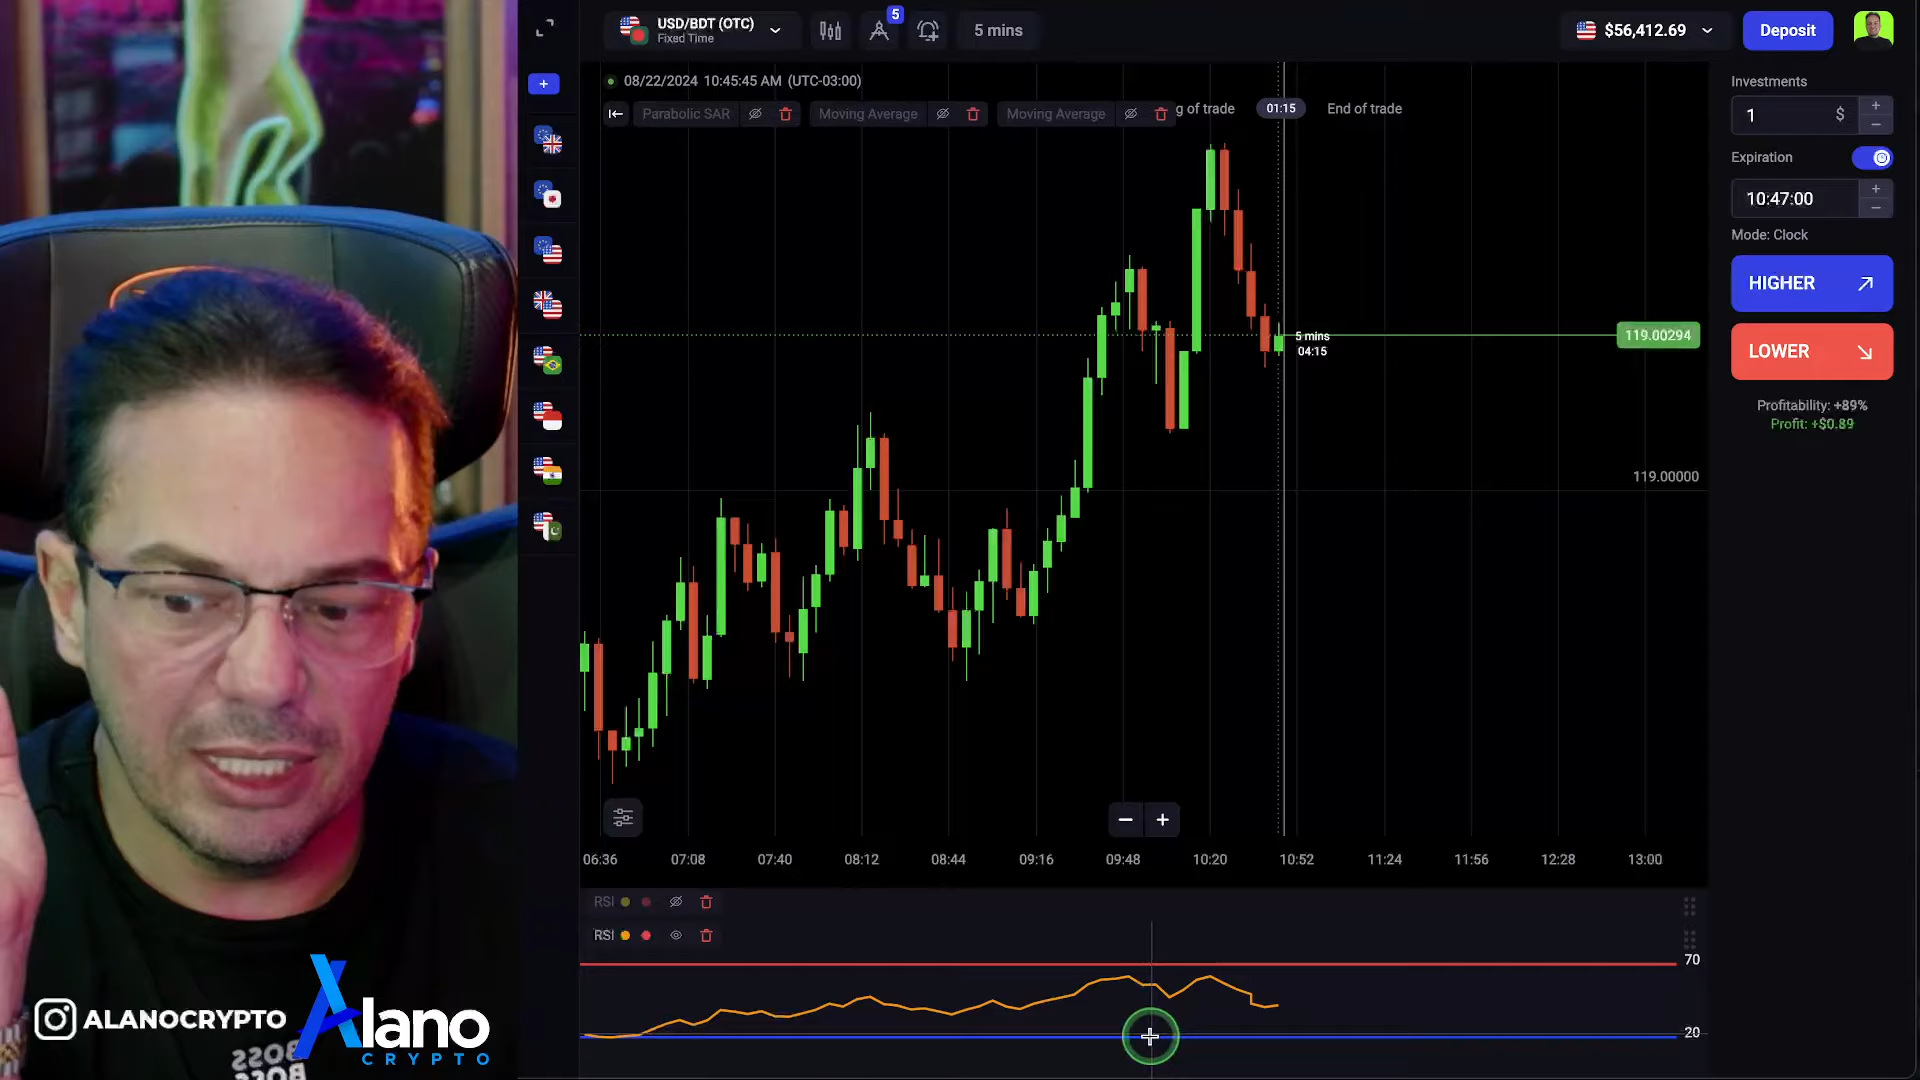 USD/BDT (OTC)
Fixed Time
5
5 mins
$56,412.69
Deposit
+
08/22/2024 10:45:45 AM (UTC-03:00)
Parabolic SAR
Moving Average
Moving Average
g of trade
01:15
End of trade
Investments
1 $
+
−
Expiration
10:47:00
+
−
Mode: Clock
HIGHER
LOWER
Profitability: +89%
Profit: +$0.89
5 mins
04:15
119.00294
119.00000
− +
06:36 07:08 07:40 08:12 08:44 09:16 09:48 10:20 10:52 11:24 11:56 12:28 13:00
RSI
RSI
70
20
ALANOCRYPTO
Alano
CRYPTO
BOSS
BOSS